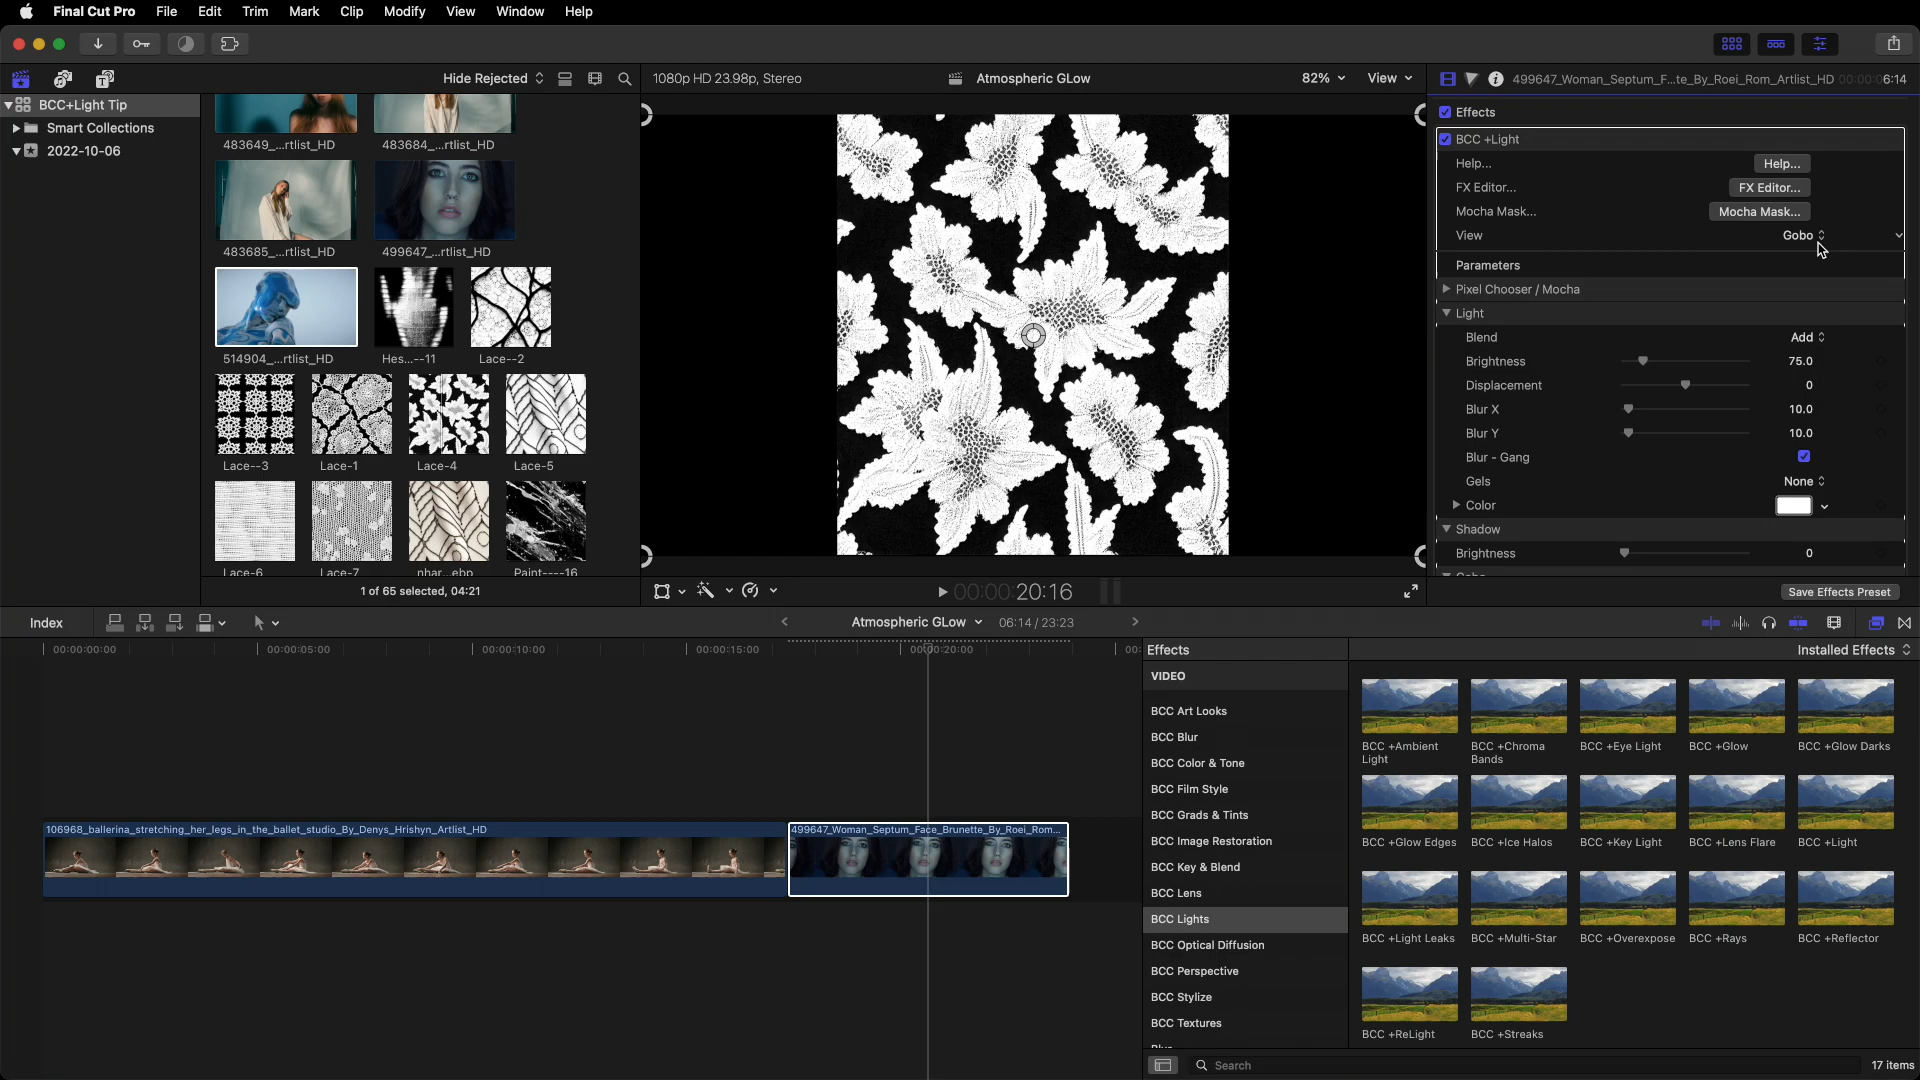 Final Cut Pro File Edit Trim Mark Clip Modify View Window Help
Hide Rejected
1080p HD 23.98p, Stereo
Atmospheric GLow
82%
View
499647_Woman_Septum_F...te_By_Roei_Rom_Artlist_HD
00:00:06:14
BCC+Light Tip
Smart Collections
2022-10-06
483649_...rtlist_HD
483684_...rtlist_HD
483685_...rtlist_HD
499647_...rtlist_HD
514904_...rtlist_HD
Hes...--11
Lace--2
Lace--3
Lace-1
Lace-4
Lace-5
Lace-6
Lace-7
nhar...ebp
Paint----16
1 of 65 selected, 04:21
00:00:20:16
Effects
BCC +Light
Help...
Help...
FX Editor...
FX Editor...
Mocha Mask...
Mocha Mask...
View
Gobo
Parameters
Pixel Chooser / Mocha
Light
Blend
Add
Brightness
75.0
Displacement
0
Blur X
10.0
Blur Y
10.0
Blur - Gang
Gels
None
Color
Shadow
Brightness
0
Save Effects Preset
Index
Atmospheric GLow
06:14 / 23:23
00:00:00:00
00:00:05:00
00:00:10:00
00:00:15:00
00:00:20:00
00:
106968_ballerina_stretching_her_legs_in_the_ballet_studio_By_Denys_Hrishyn_Artlist_HD
499647_Woman_Septum_Face_Brunette_By_Roei_Rom...
Effects
Installed Effects
VIDEO
BCC Art Looks
BCC Blur
BCC Color & Tone
BCC Film Style
BCC Grads & Tints
BCC Image Restoration
BCC Key & Blend
BCC Lens
BCC Lights
BCC Optical Diffusion
BCC Perspective
BCC Stylize
BCC Textures
BCC +Ambient Light
BCC +Chroma Bands
BCC +Eye Light
BCC +Glow
BCC +Glow Darks
BCC +Glow Edges
BCC +Ice Halos
BCC +Key Light
BCC +Lens Flare
BCC +Light
BCC +Light Leaks
BCC +Multi-Star
BCC +Overexpose
BCC +Rays
BCC +Reflector
BCC +ReLight
BCC +Streaks
Search
17 items